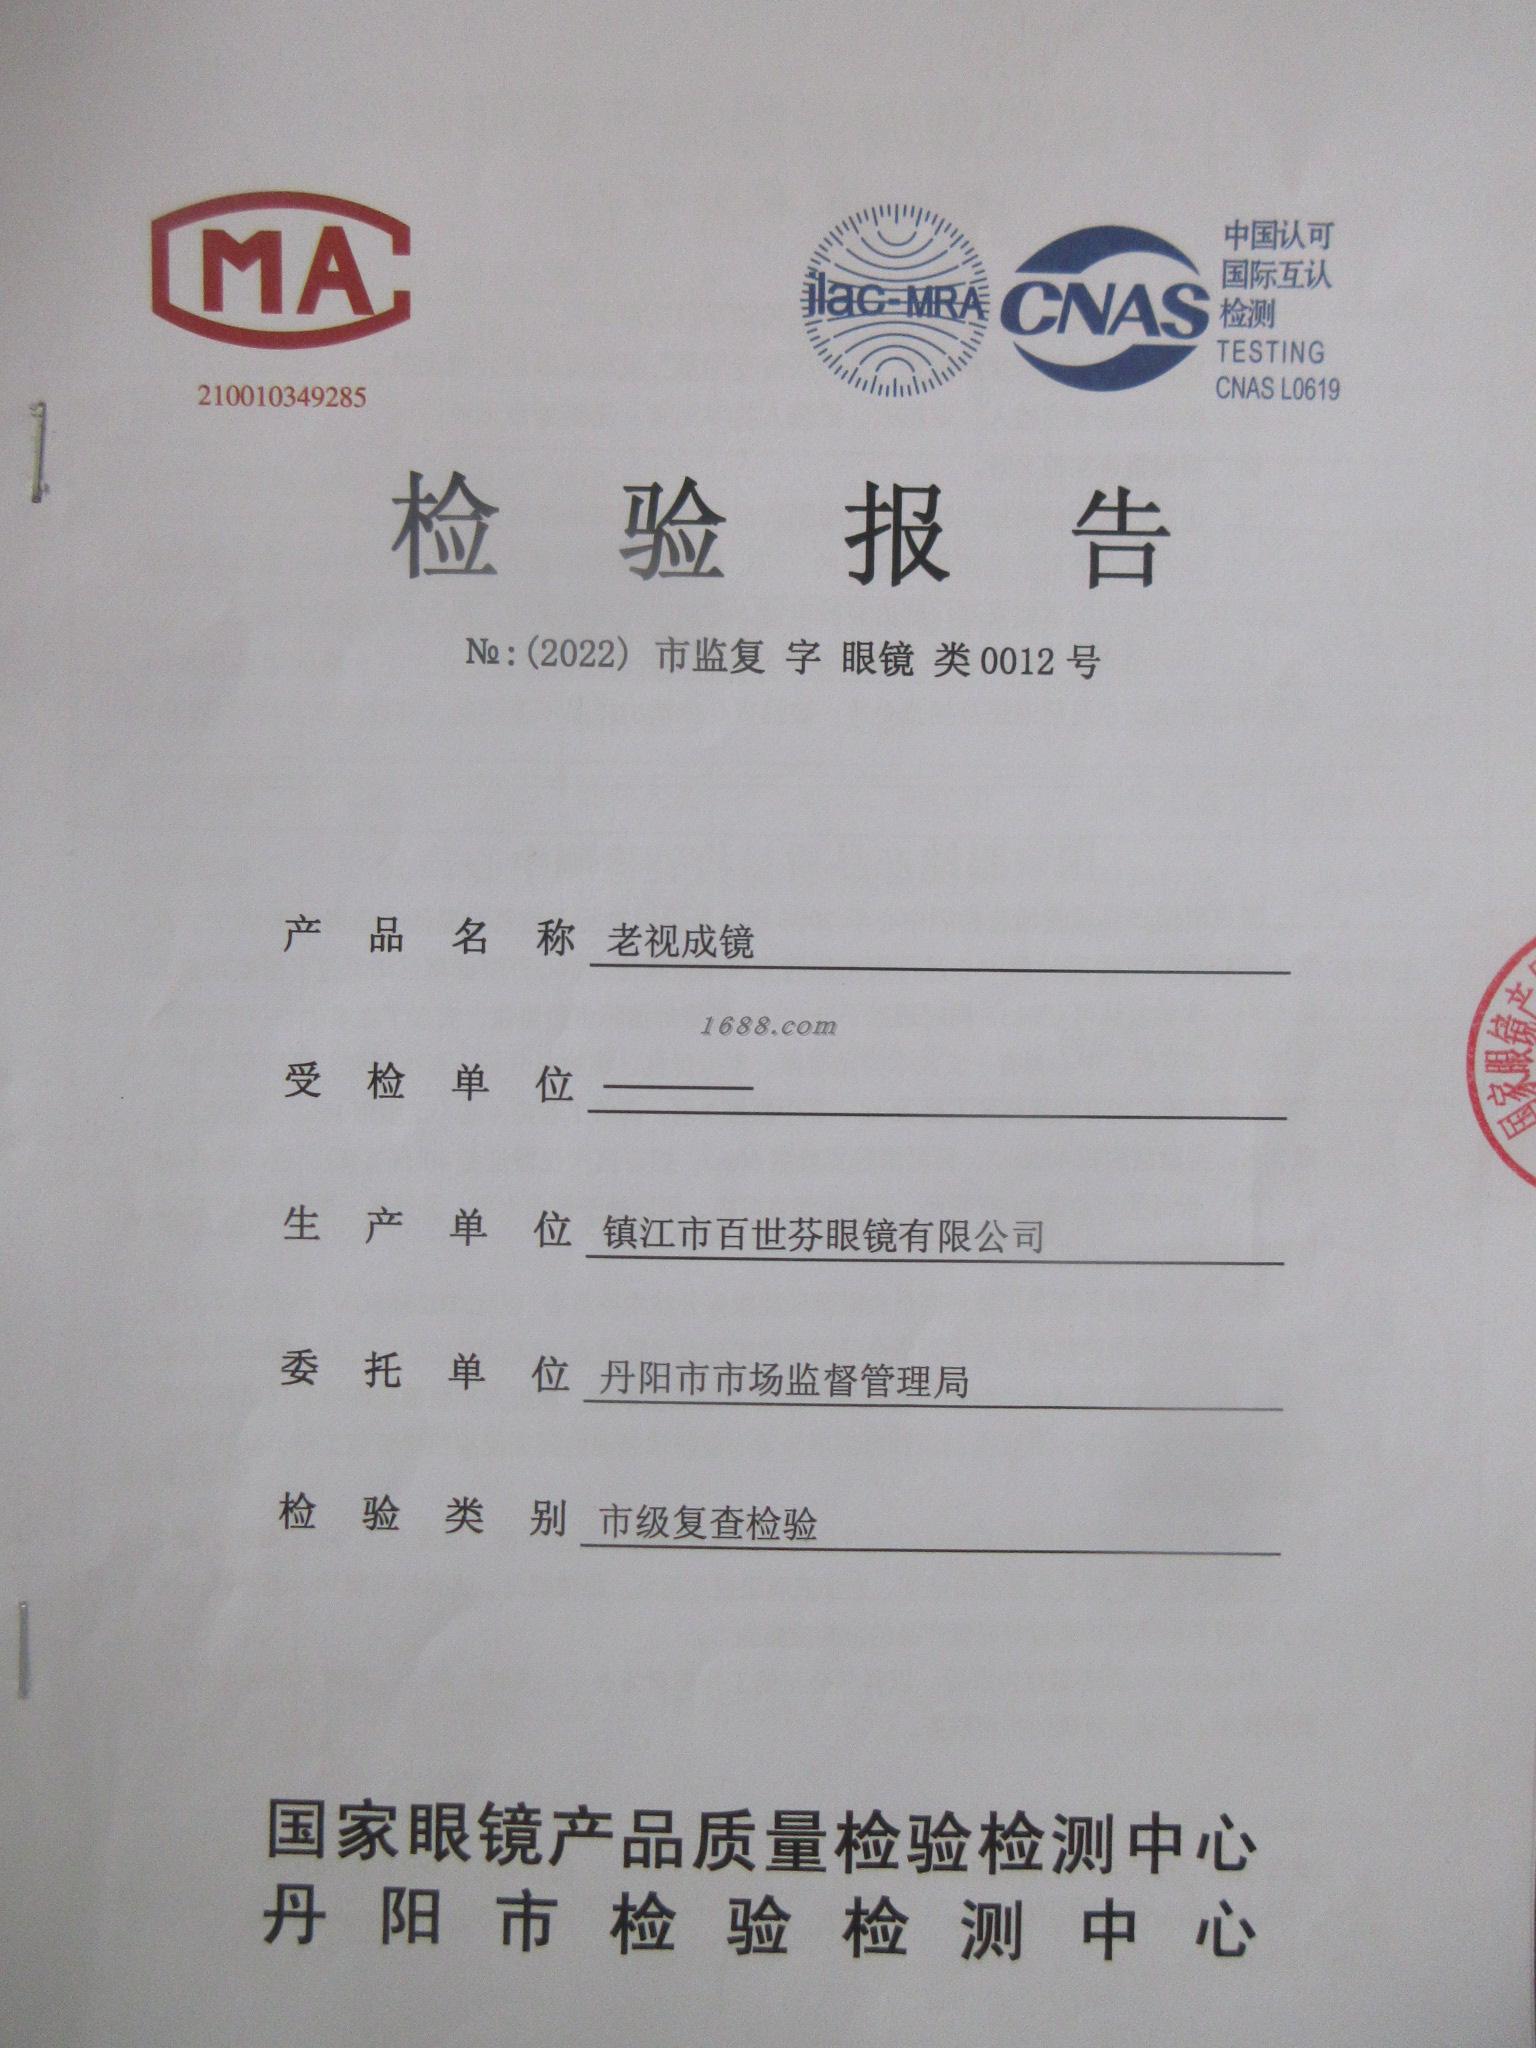 MA
210010349285
ilac-MRA
CNAS
中国认可
国际互认
检测
TESTING
CNAS L0619
检验报告
№:(2022) 市监复 字 眼镜 类0012号
产品名称 老视成镜
1688.com
受检单位 ————
生产单位 镇江市百世芬眼镜有限公司
委托单位 丹阳市市场监督管理局
检验类别 市级复查检验
国家眼镜产
国家眼镜产品质量检验检测中心
丹阳市检验检测中心